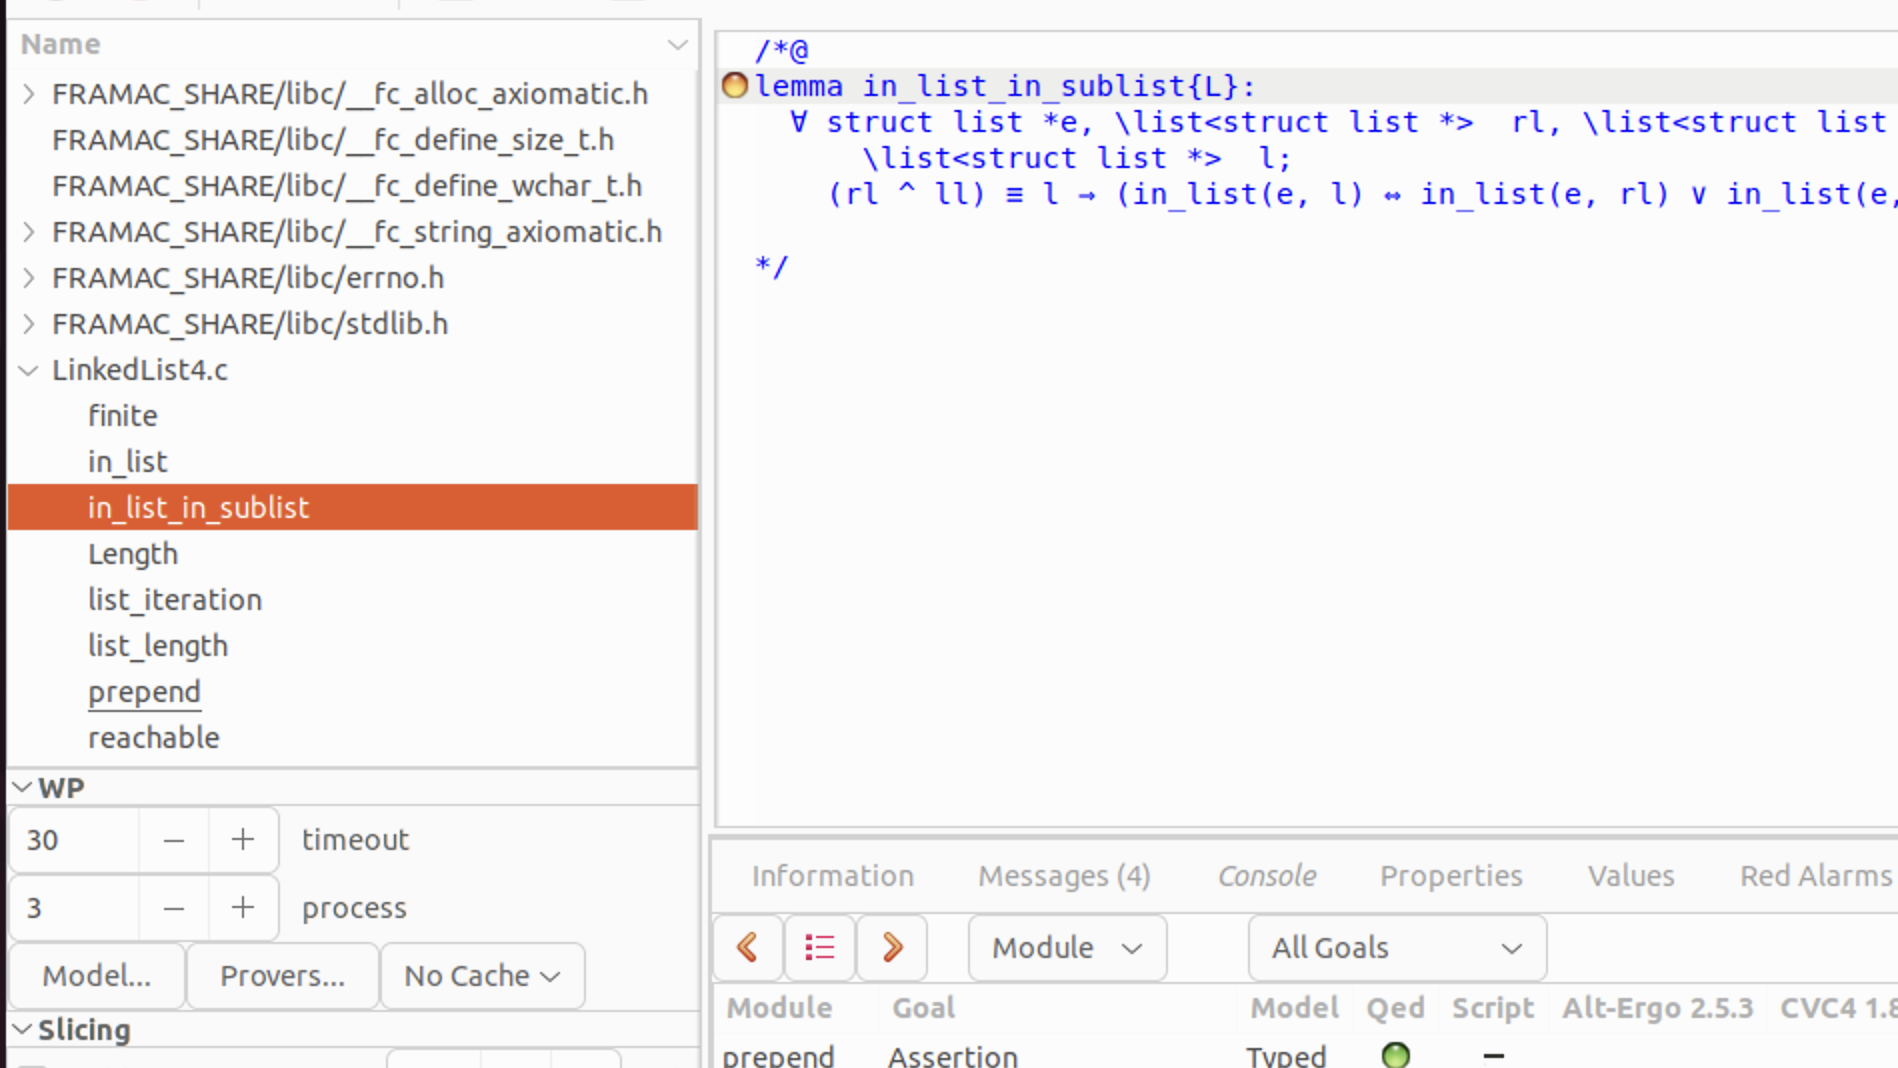 Name
FRAMAC_SHARE/libc/__fc_alloc_axiomatic.h
FRAMAC_SHARE/libc/__fc_define_size_t.h
FRAMAC_SHARE/libc/__fc_define_wchar_t.h
FRAMAC_SHARE/libc/__fc_string_axiomatic.h
FRAMAC_SHARE/libc/errno.h
FRAMAC_SHARE/libc/stdlib.h
LinkedList4.c
finite
in_list
in_list_in_sublist
Length
list_iteration
list_length
prepend
reachable
WP
30 − + timeout
3 − + process
Model... Provers... No Cache
Slicing
/*@
lemma in_list_in_sublist{L}:
∀ struct list *e, \list<struct list *> rl, \list<struct list
\list<struct list *> l;
(rl ^ ll) ≡ l → (in_list(e, l) ↔ in_list(e, rl) ∨ in_list(e,
*/
Information Messages (4) Console Properties Values Red Alarms
Module All Goals
Module Goal Model Qed Script Alt-Ergo 2.5.3 CVC4 1.8
prepend Assertion Typed −